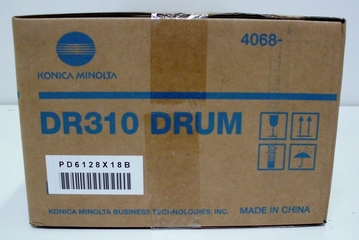 KONICA MINOLTA
4068-
DR310 DRUM
PD6128X18B
KONICA MINOLTA BUSINESS TECHNOLOGIES, INC.
MADE IN CHINA